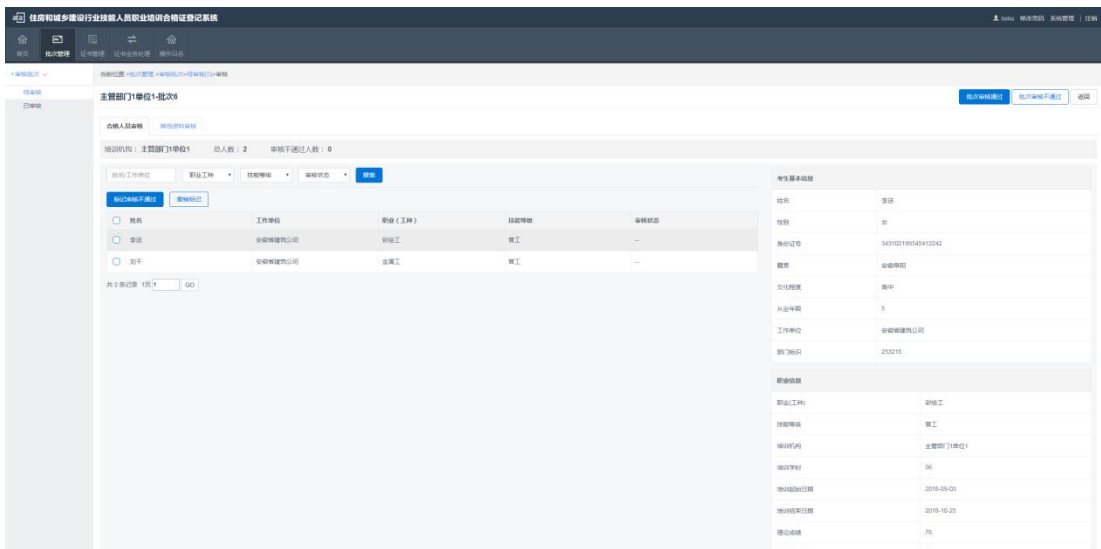 住房和城乡建设行业技能人员职业培训合格证登记系统
susu 修改密码 系统管理 | 注销
首页 批次管理 证书管理 证书业务处理 操作日志
审核批次
待审核
已审核
当前位置 >批次管理 >审核批次>待审核(5)>审核
主管部门1单位1-批次6
批次审核通过 批次审核不通过 返回
合格人员审核 其他资料审核
培训机构： 主管部门1单位1 总人数： 2 审核不通过人数： 0
姓名/工作单位 职业工种 技能等级 审核状态 搜索
标记审核不通过 撤销标记
姓名 工作单位 职业（工种） 技能等级 审核状态
李活 安徽省建筑公司 彩绘工 普工 --
刘干 安徽省建筑公司 金属工 普工 --
共 2 条记录 1页 1 GO
考生基本信息
姓名
性别 女
身份证号 343102199345412242
籍贯 安徽阜阳
文化程度 高中
从业年限 5
工作单位 安徽省建筑公司
部门标识 253215
职业信息
职业(工种) 彩绘工
技能等级 普工
培训机构 主管部门1单位1
培训学时 56
培训起始日期 2018-09-03
培训结束日期 2018-10-25
理论成绩 78